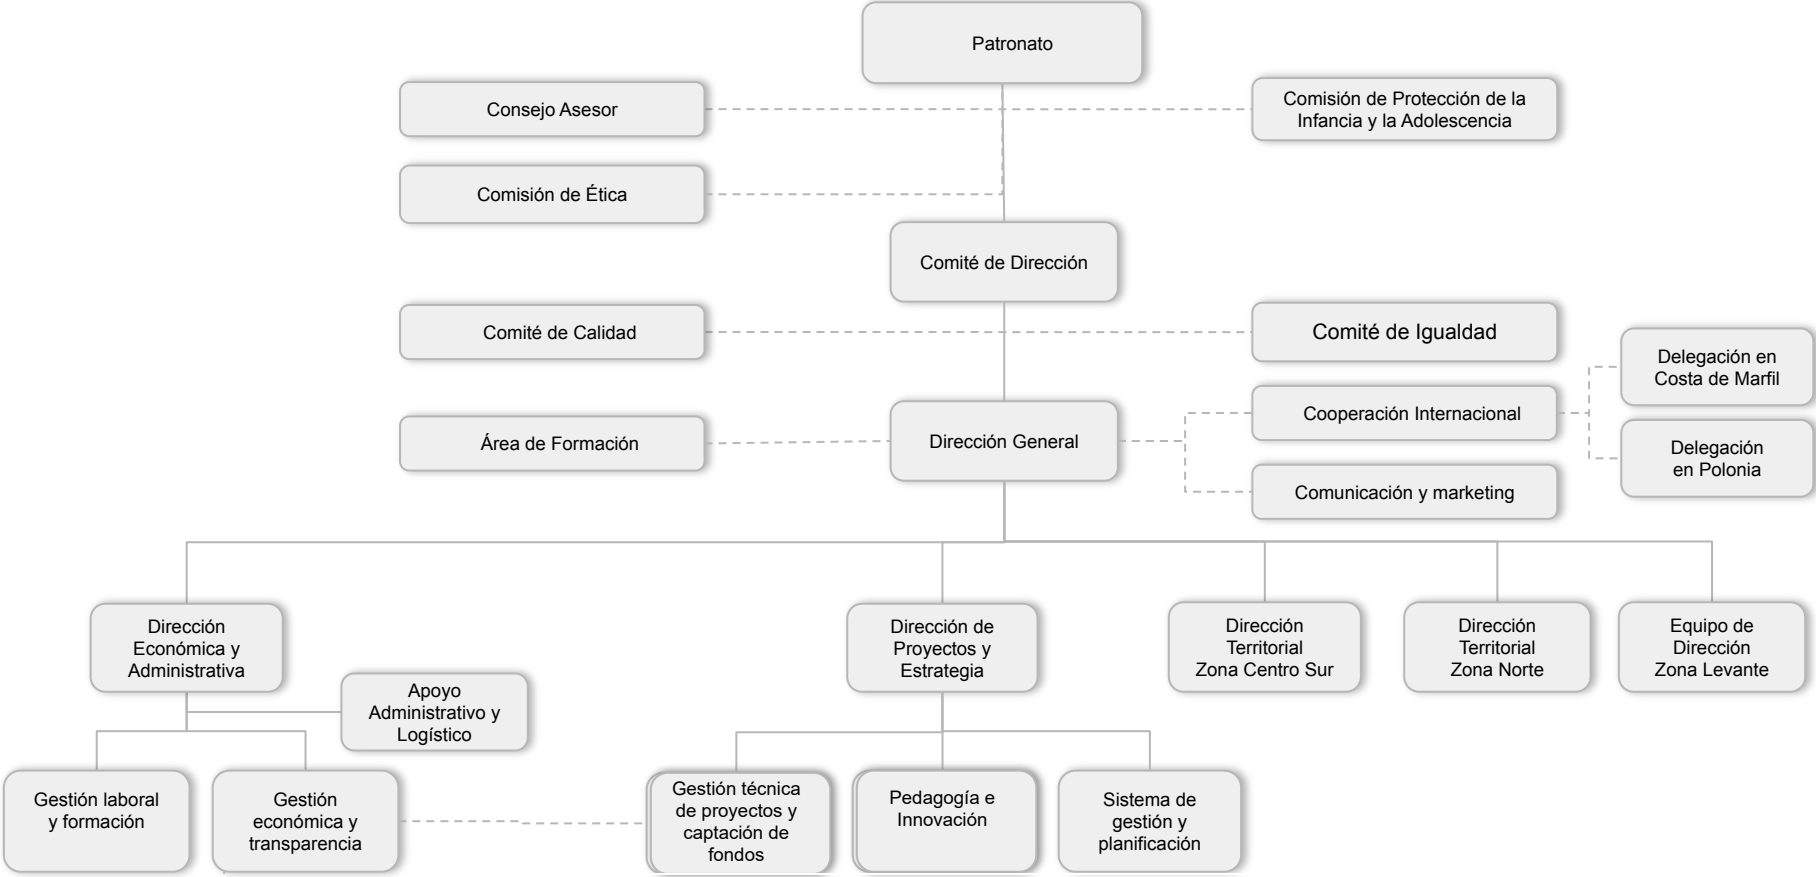 Patronato
Consejo Asesor
Comisión de Protección de la
Infancia y la Adolescencia
Comisión de Ética
Comité de Dirección
Comité de Calidad
Comité de Igualdad
Delegación en
Costa de Marfil
Cooperación Internacional
Área de Formación
Dirección General
Delegación
en Polonia
Comunicación y marketing
Dirección
Económica y
Administrativa
Dirección de
Proyectos y
Estrategia
Dirección
Territorial
Zona Centro Sur
Dirección
Territorial
Zona Norte
Equipo de
Dirección
Zona Levante
Apoyo
Administrativo y
Logístico
Gestión laboral
y formación
Gestión
económica y
transparencia
Gestión técnica
de proyectos y
captación de
fondos
Pedagogía e
Innovación
Sistema de
gestión y
planificación